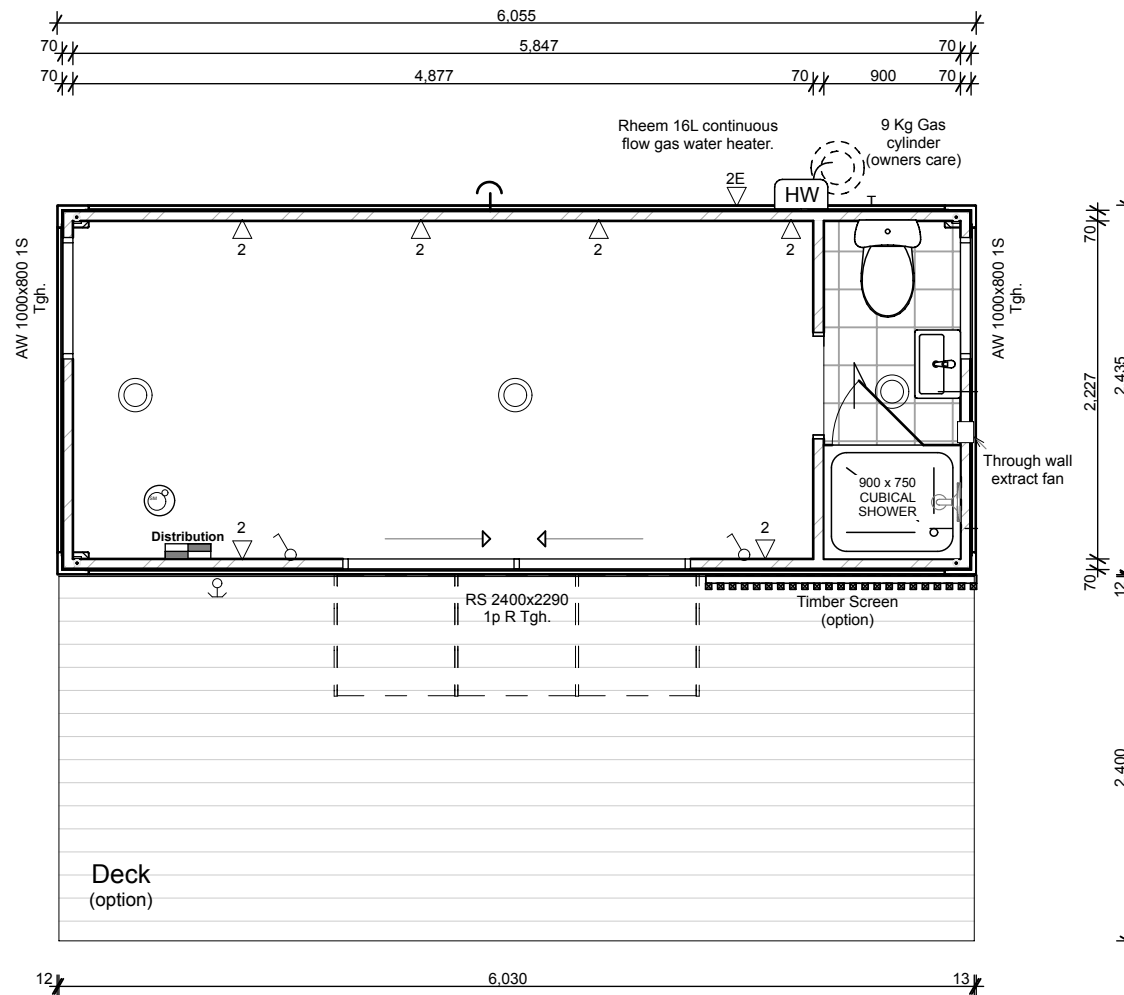 6,055
70 5,847 70
70 4,877 70 900 70
Rheem 16L continuous
flow gas water heater.
9 Kg Gas
cylinder
(owners care)
2E
HW
AW 1000x800 1S
Tgh.
2 2 2 2
AW 1000x800 1S
Tgh.
70
2,227
70
2,435
12
2,400
Through wall
extract fan
900 x 750
CUBICAL
SHOWER
Distribution
2 2
RS 2400x2290
1p R Tgh.
Timber Screen
(option)
Deck
(option)
12 6,030 13